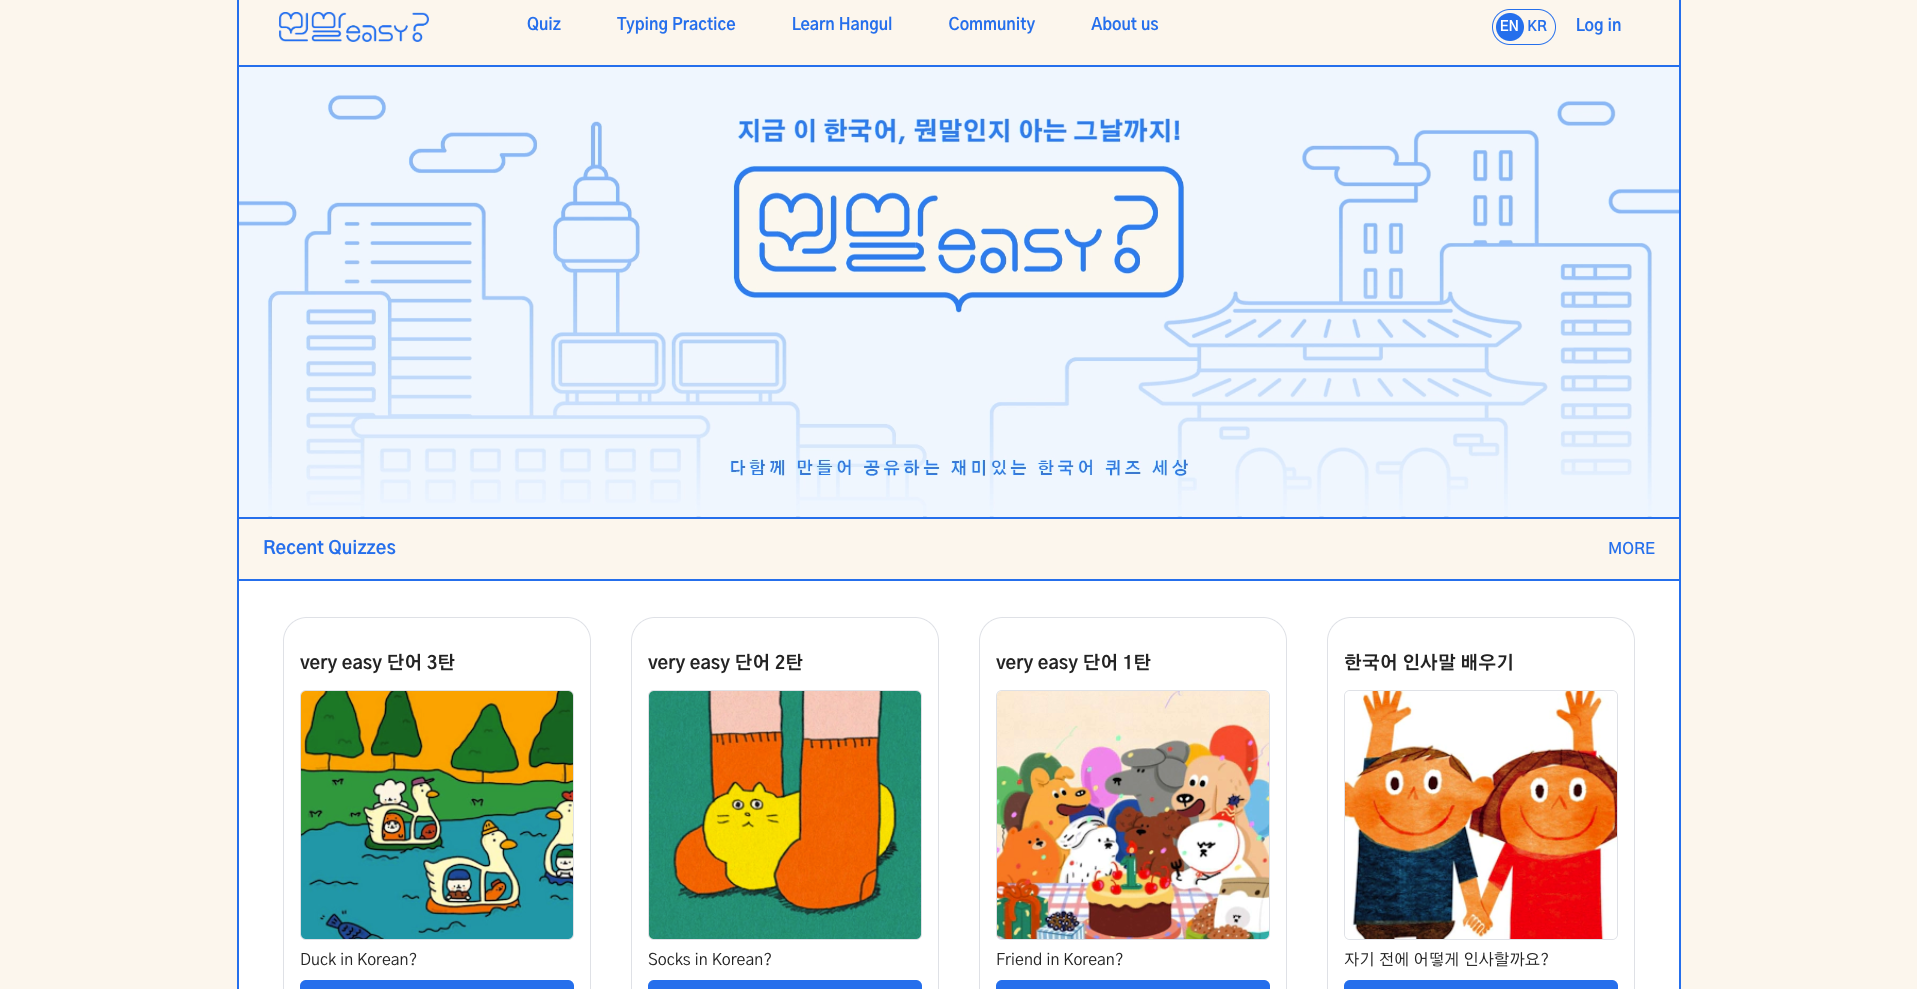 뭔말easy?
Quiz
Typing Practice
Learn Hangul
Community
About us
EN KR
Log in
지금 이 한국어, 뭔말인지 아는 그날까지!
뭔말easy?
다함께 만들어 공유하는 재미있는 한국어 퀴즈 세상
Recent Quizzes
MORE
very easy 단어 3탄
Duck in Korean?
very easy 단어 2탄
Socks in Korean?
very easy 단어 1탄
Friend in Korean?
한국어 인사말 배우기
자기 전에 어떻게 인사할까요?